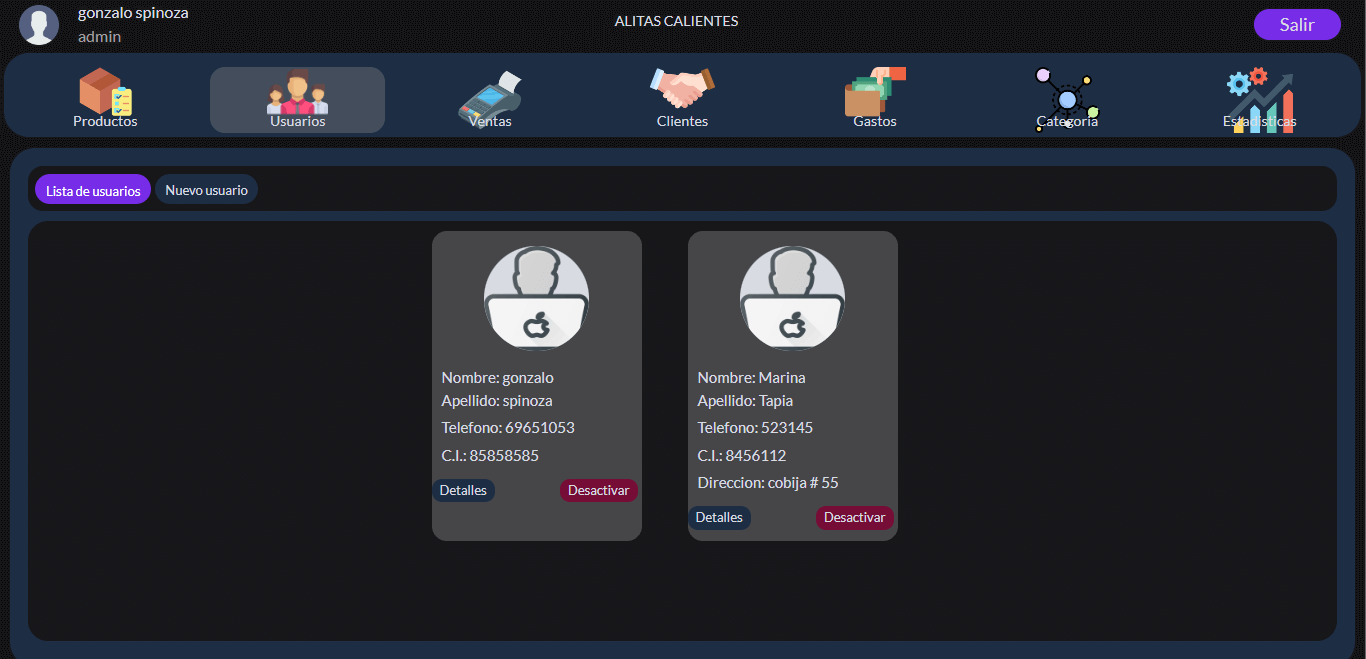 gonzalo spinoza
admin
ALITAS CALIENTES
Salir
Productos
Usuarios
Ventas
Clientes
Gastos
Categoria
Estadisticas
Lista de usuarios
Nuevo usuario
Nombre: gonzalo
Apellido: spinoza
Telefono: 69651053
C.I.: 85858585
Detalles
Desactivar
Nombre: Marina
Apellido: Tapia
Telefono: 523145
C.I.: 8456112
Direccion: cobija # 55
Detalles
Desactivar